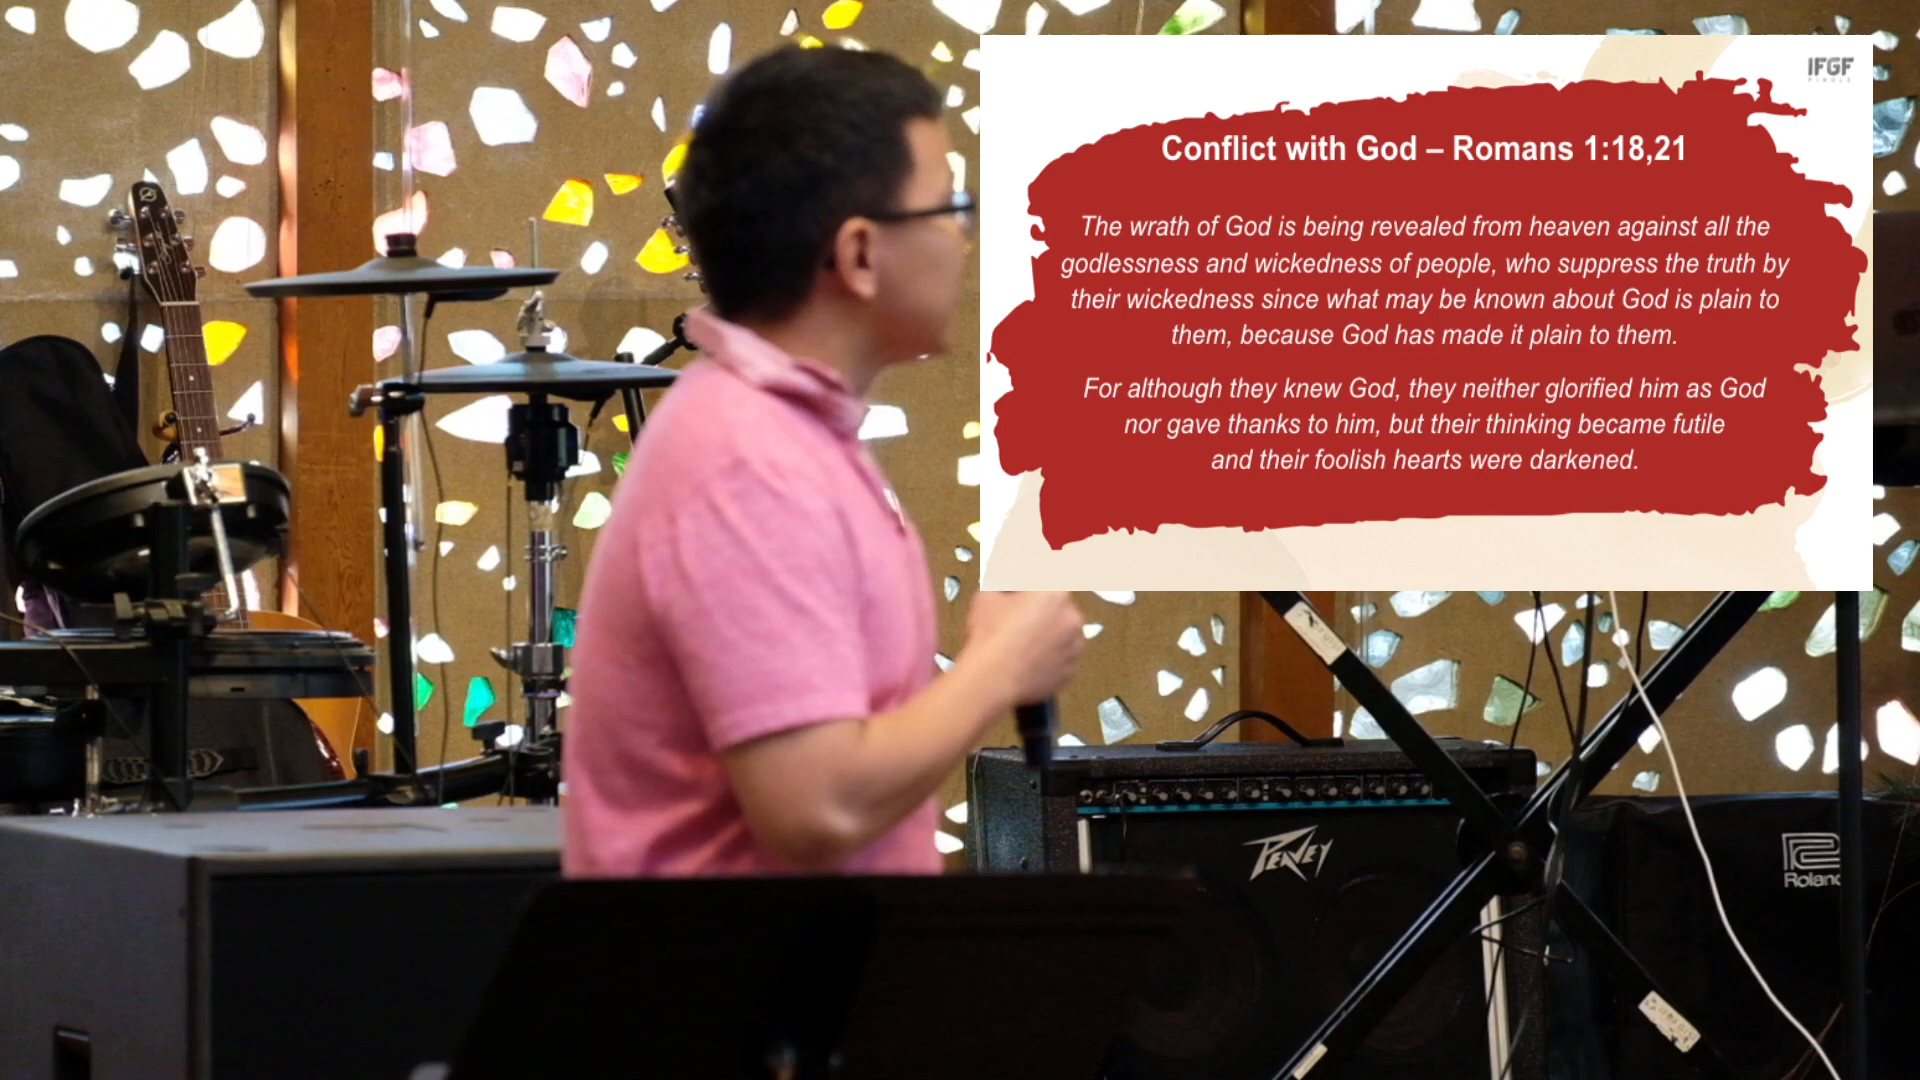 IFGF
PINOLE
Conflict with God – Romans 1:18,21
The wrath of God is being revealed from heaven against all the
godlessness and wickedness of people, who suppress the truth by
their wickedness since what may be known about God is plain to
them, because God has made it plain to them.
For although they knew God, they neither glorified him as God
nor gave thanks to him, but their thinking became futile
and their foolish hearts were darkened.
PEAVEY
Roland